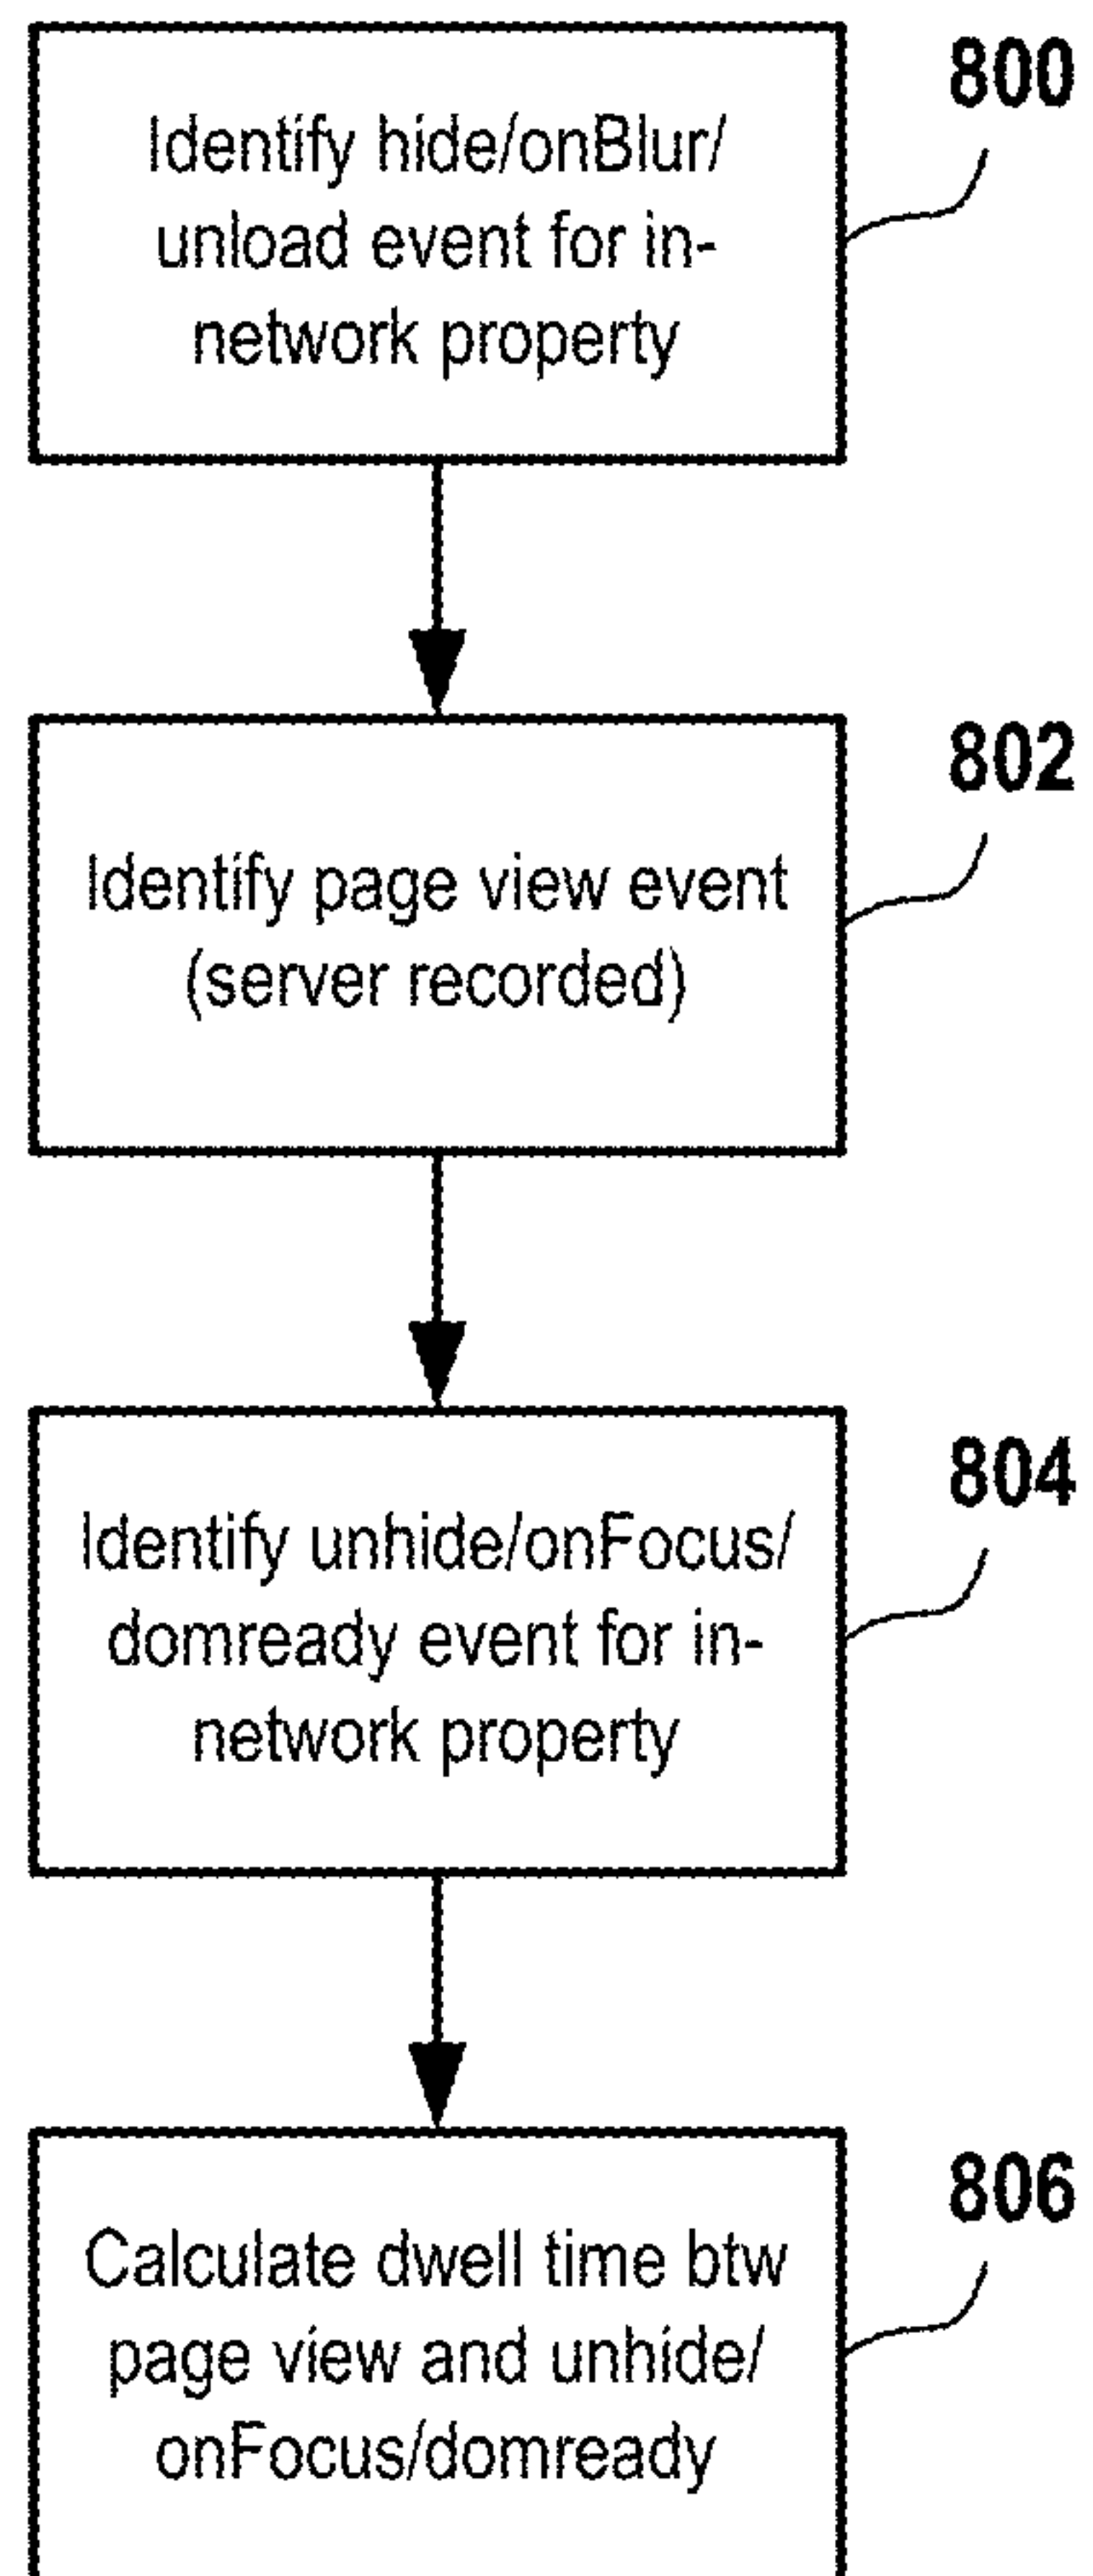 800
Identify hide/onBlur/
unload event for in-
network property
802
Identify page view event
(server recorded)
804
Identify unhide/onFocus/
domready event for in-
network property
806
Calculate dwell time btw
page view and unhide/
onFocus/domready